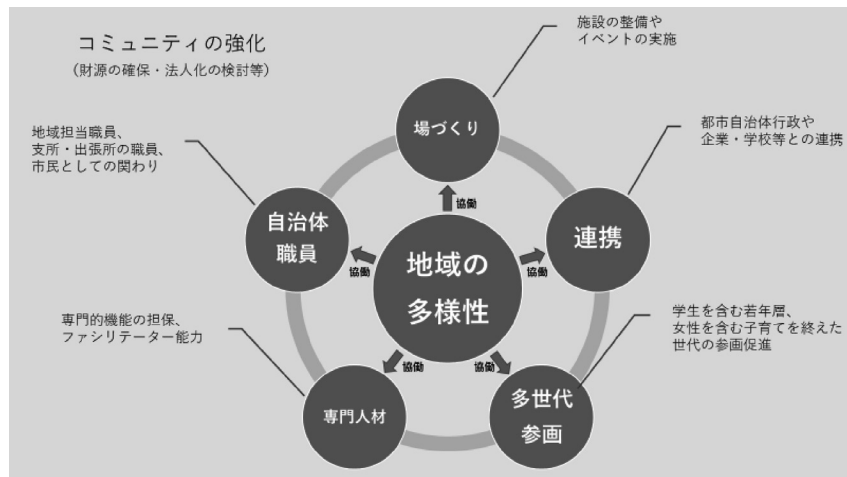 コミュニティの強化
（財源の確保・法人化の検討等）
施設の整備や
イベントの実施
場づくり
地域担当職員、
支所・出張所の職員、
市民としての関わり
都市自治体行政や
企業・学校等との連携
自治体
職員
協働
連携
協働
協働
地域の
多様性
専門的機能の担保、
ファシリテーター能力
学生を含む若年層、
女性を含む子育てを終えた
世代の参画促進
協働
協働
専門人材
多世代
参画